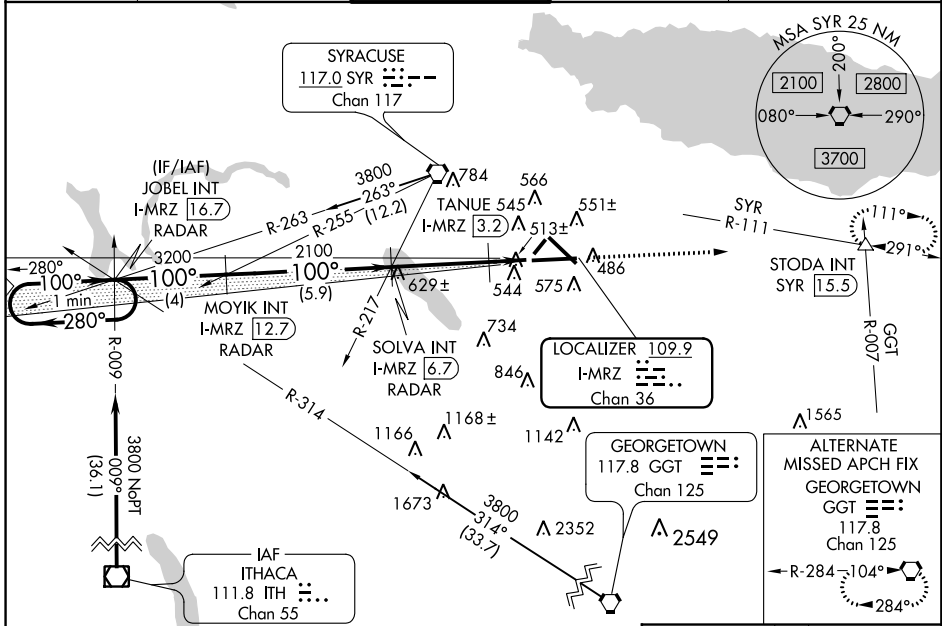 MSA SYR 25 NM
200°
2100
2800
080°
290°
3700
SYRACUSE
117.0 SYR
Chan 117
(IF/IAF)
JOBEL INT
I-MRZ 16.7
RADAR
3800
263°
(12.2)
R-263
R-255
784
TANUE
I-MRZ 3.2
545
566
551±
513±
SYR
R-111
111°
291°
STODA INT
SYR 15.5
280°
100°
3200
100°
(4)
2100
100°
(5.9)
1 min
280°
629±
544
575
486
MOYIK INT
I-MRZ 12.7
RADAR
R-217
SOLVA INT
I-MRZ 6.7
RADAR
734
846
LOCALIZER 109.9
I-MRZ
Chan 36
GGT
R-007
R-009
3800 NoPT
009°
(36.1)
R-314
1166
1168±
1142
1565
1673
3800
314°
(33.7)
2352
2549
GEORGETOWN
117.8 GGT
Chan 125
IAF
ITHACA
111.8 ITH
Chan 55
ALTERNATE
MISSED APCH FIX
GEORGETOWN
GGT
117.8
Chan 125
R-284
104°
284°